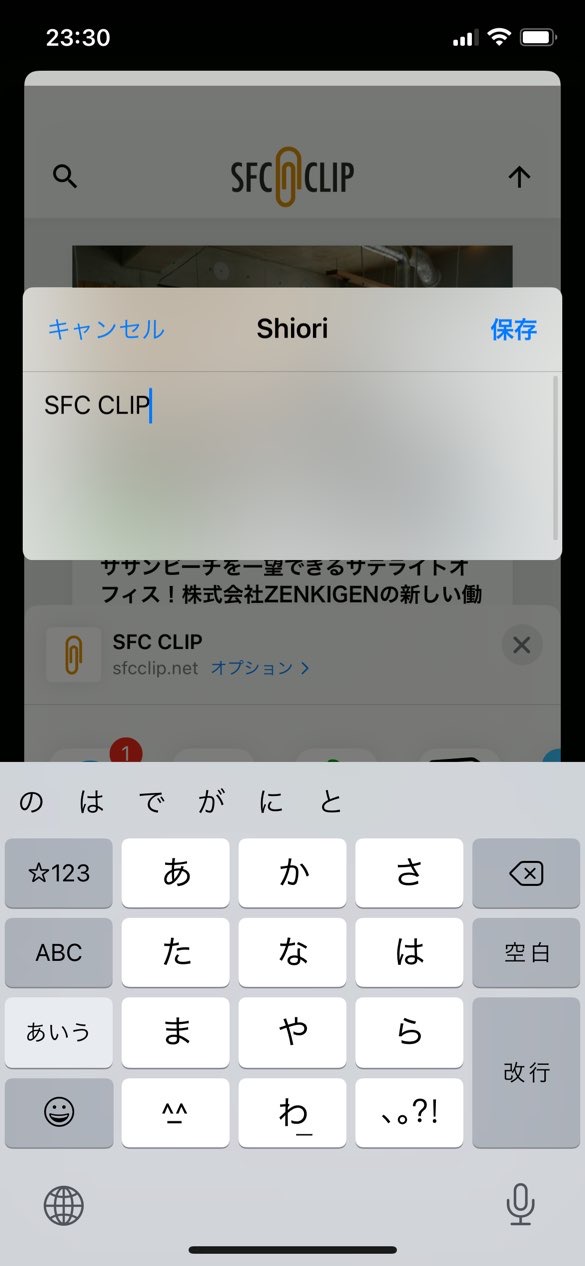 23:30
SFC CLIP
キャンセル Shiori 保存
SFC CLIP
ササンビーチを一望できるサテライトオ
フィス！株式会社ZENKIGENの新しい働
SFC CLIP
sfcclip.net オプション >
1
の は で が に と
☆123 あ か さ
ABC た な は 空白
あいう ま や ら 改行
^^ わ_ 、。?!